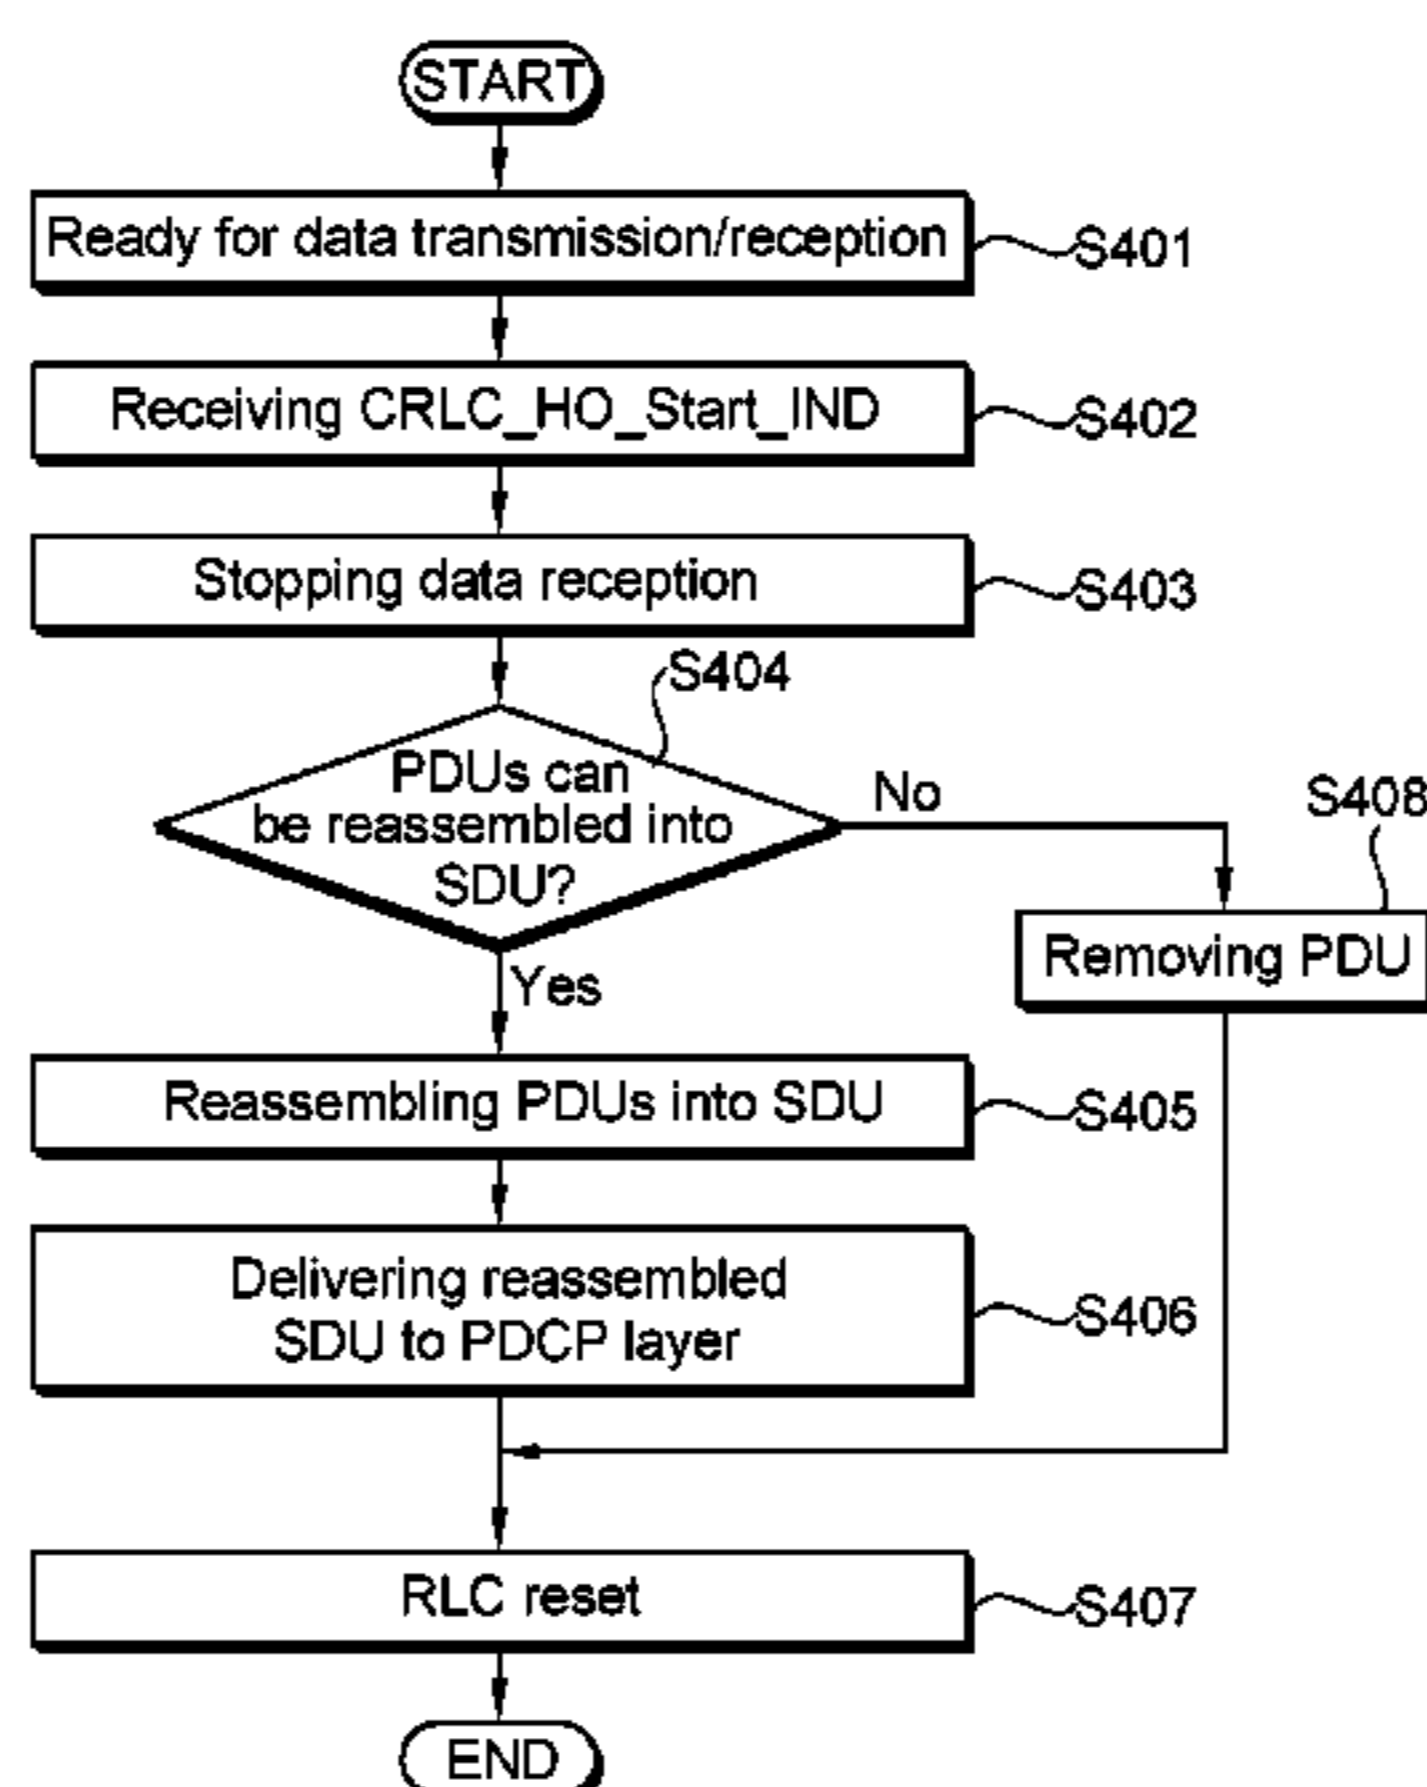 START
Ready for data transmission/reception
S401
Receiving CRLC_HO_Start_IND
S402
Stopping data reception
S403
S404
PDUs can
be reassembled into
SDU?
No
S408
Removing PDU
Yes
Reassembling PDUs into SDU
S405
Delivering reassembled
SDU to PDCP layer
S406
RLC reset
S407
END